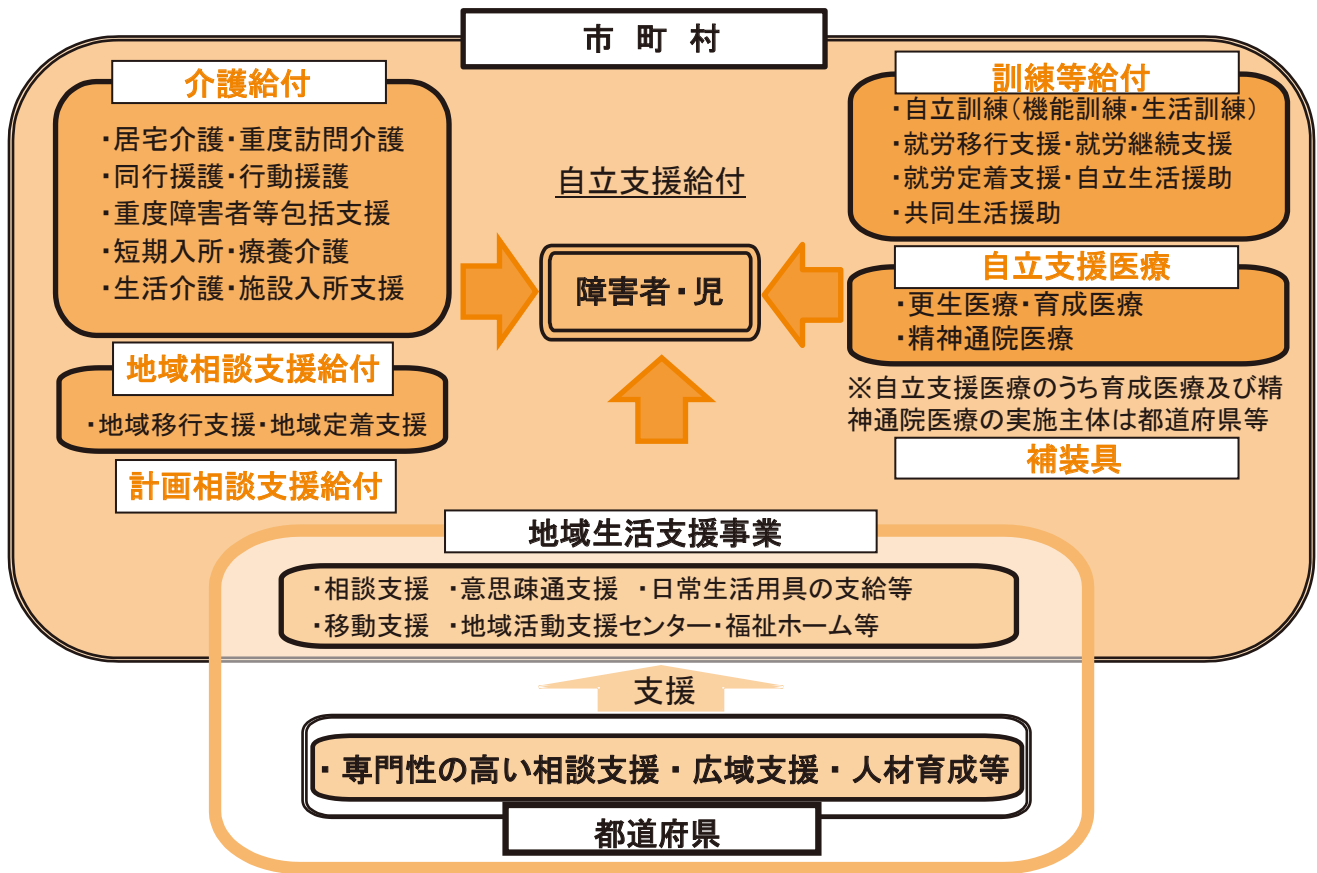 市 町 村
介護給付
・居宅介護・重度訪問介護
・同行援護・行動援護
・重度障害者等包括支援
・短期入所・療養介護
・生活介護・施設入所支援
地域相談支援給付
・地域移行支援・地域定着支援
計画相談支援給付
自立支援給付
障害者・児
訓練等給付
・自立訓練（機能訓練・生活訓練）
・就労移行支援・就労継続支援
・就労定着支援・自立生活援助
・共同生活援助
自立支援医療
・更生医療・育成医療
・精神通院医療
※自立支援医療のうち育成医療及び精
神通院医療の実施主体は都道府県等
補装具
地域生活支援事業
・相談支援 ・意思疎通支援 ・日常生活用具の支給等
・移動支援 ・地域活動支援センター・福祉ホーム等
支援
・専門性の高い相談支援・広域支援・人材育成等
都道府県